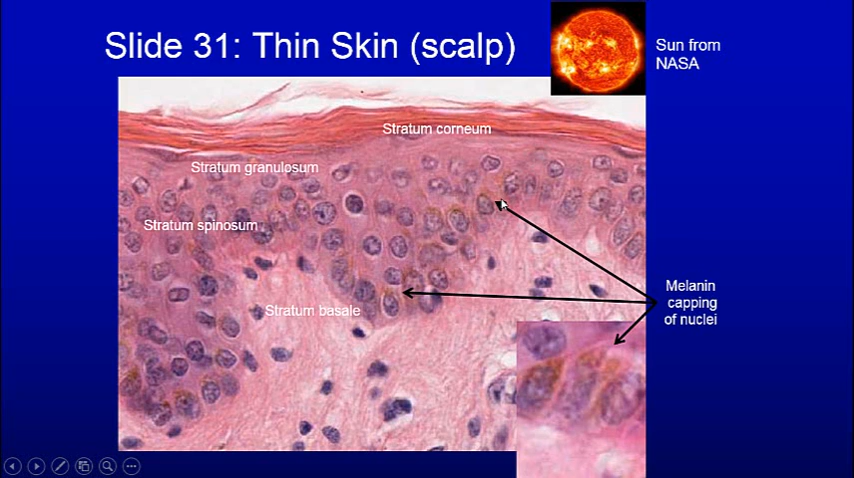 Slide 31: Thin Skin (scalp)
Sun from
NASA
Stratum corneum
Stratum granulosum
Stratum spinosum
Stratum basale
Melanin
capping
of nuclei